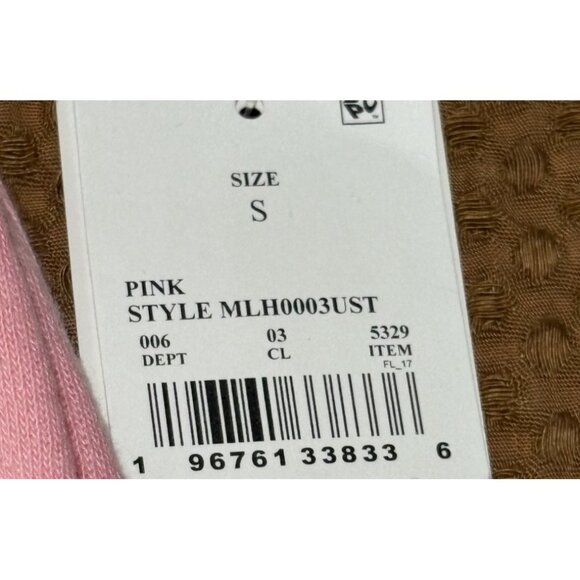 SIZE
S
PINK
STYLE MLH0003UST
006 03 5329
DEPT CL ITEM
FL_17
1 96761 33833 6